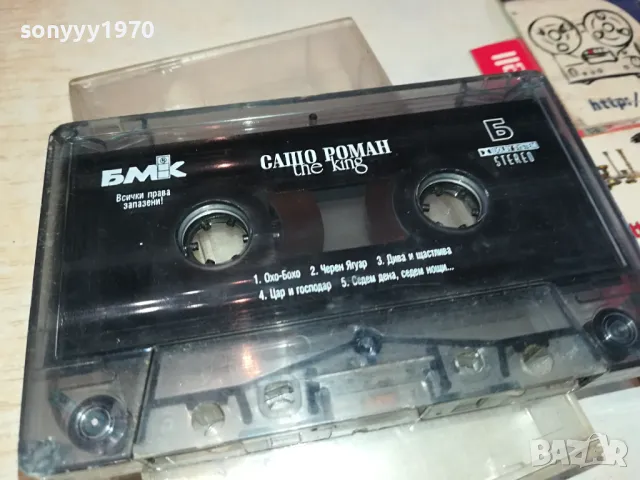 sonyyy1970
http:/
БМК
Всички права
запазени!
САШО РОМАН
the king
Б
STEREO
1. Охо-Бохо 2. Черен Ягуар 3. Дива и щастлива
4. Цар и господар 5. Седем дена, седем нощи...
BAZAR